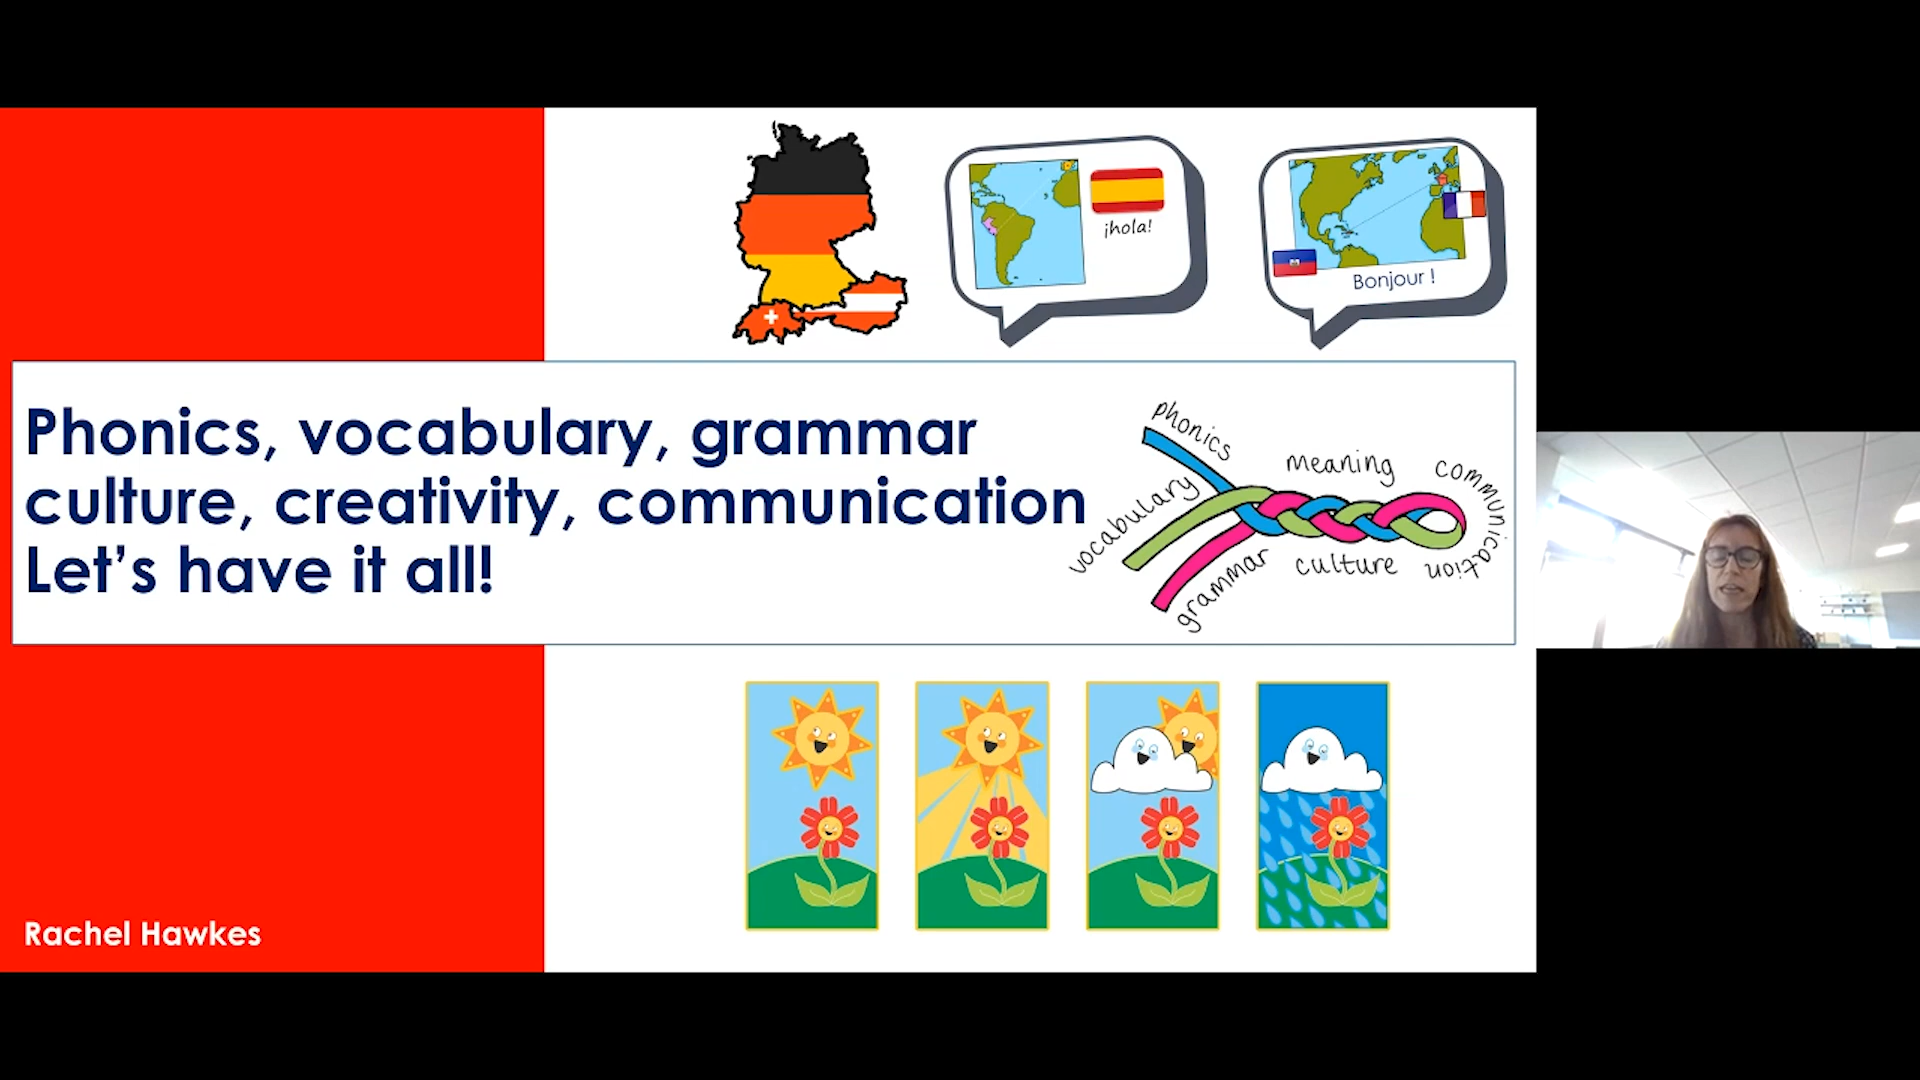 ¡hola!
Bonjour !
Phonics, vocabulary, grammar
culture, creativity, communication
Let's have it all!
phonics
vocabulary
grammar
meaning
culture
communication
Rachel Hawkes